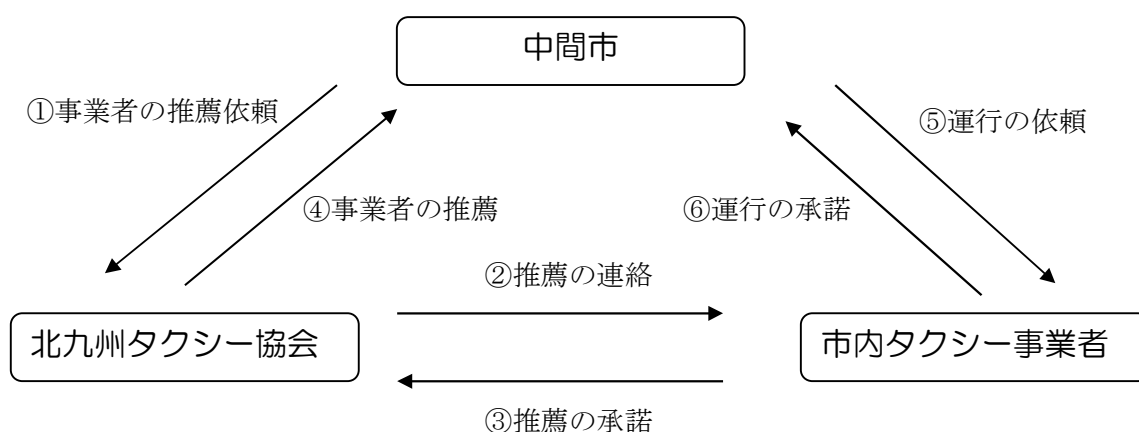 中間市
①事業者の推薦依頼
⑤運行の依頼
④事業者の推薦
⑥運行の承諾
②推薦の連絡
北九州タクシー協会
市内タクシー事業者
③推薦の承諾